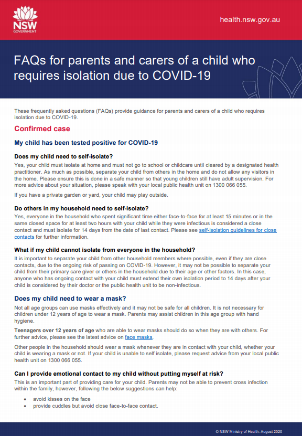 NSW
GOVERNMENT
health.nsw.gov.au
FAQs for parents and carers of a child who
requires isolation due to COVID-19
These frequently asked questions (FAQs) provide guidance for parents and carers of a child who requires
isolation due to COVID-19.
Confirmed case
My child has been tested positive for COVID-19
Does my child need to self-isolate?
Yes, your child must isolate at home and must not go to school or childcare until cleared by a designated health
practitioner. As much as possible, separate your child from others in the home and do not allow any visitors in
the home. Please ensure this is done in a safe manner so that young children still have adult supervision. For
more advice about your situation, please speak with your local public health unit on 1300 066 055.
If you have a private garden or yard, your child may play outside.
Do others in my household need to self-isolate?
Yes, everyone in the household who spent significant time either face to face for at least 15 minutes or in the
same closed space for at least two hours with your child while they were infectious is considered a close
contact and must isolate for 14 days from the date of last contact. Please see self-isolation guidelines for close
contacts for further information.
What if my child cannot isolate from everyone in the household?
It is important to separate your child from other household members where possible, even if they are close
contacts, due to the ongoing risk of passing on COVID-19. However, it may not be possible to separate your
child from their primary care giver or others in the household due to their age or other factors. In this case,
anyone who has ongoing contact with your child must extend their own isolation period to 14 days after your
child is considered by their doctor or the public health unit to be non-infectious.
Does my child need to wear a mask?
Not all age groups can use masks effectively and it may not be safe for all children. It is not necessary for
children under 12 years of age to wear a mask. Parents may assist children in this age group with hand
hygiene.
Teenagers over 12 years of age who are able to wear masks should do so when they are with others. For
further advice, please see the latest advice on face masks.
Other people in the household should wear a mask whenever they are in contact with your child, whether your
child is wearing a mask or not. If your child is unable to self isolate, please request advice from your local public
health unit on 1300 066 055.
Can I provide emotional contact to my child without putting myself at risk?
This is an important part of providing care for your child. Parents may not be able to prevent cross infection
within the family, however, following the below suggestions can help.
• avoid kisses on the face
• provide cuddles but avoid close face-to-face contact.
© NSW Ministry of Health. August 2020